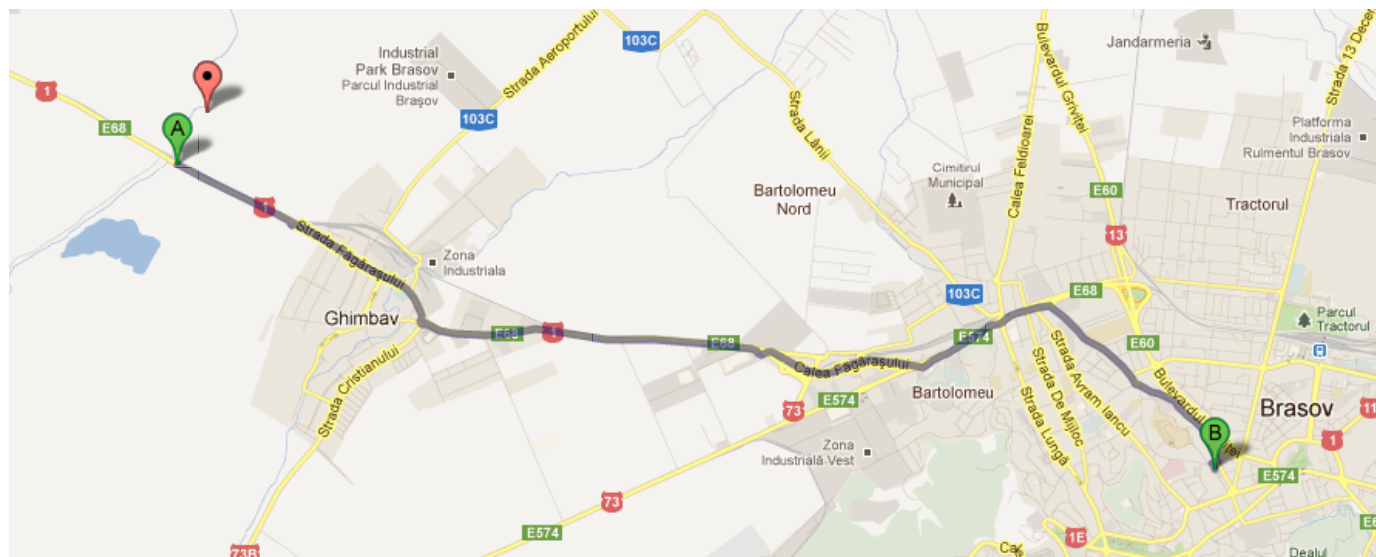 1
E68
A
1
Strada Făgărașului
Ghimbav
Strada Cristianului
73B
Zona
Industriala
Industrial
Park Brasov
Parcul Industrial
Brașov
Strada Aeroportului
103C
103C
E68
1
E68
Calea Făgărașului
73
E574
73
E574
Zona
Industrială Vest
Bartolomeu
Bartolomeu
Nord
Strada Lânii
Cimitirul
Municipal
103C
E574
Calea Feldioarei
Bulevardul Griviței
E60
13
E68
E60
Strada Lungă
Strada De Mijloc
Strada Avram Iancu
Bulevardul
B
Brasov
1
11
E574
1E
Dealul
Jandarmeria
Strada 13 Decem
Platforma
Industriala
Rulmentul Brasov
Tractorul
Parcul
Tractorul